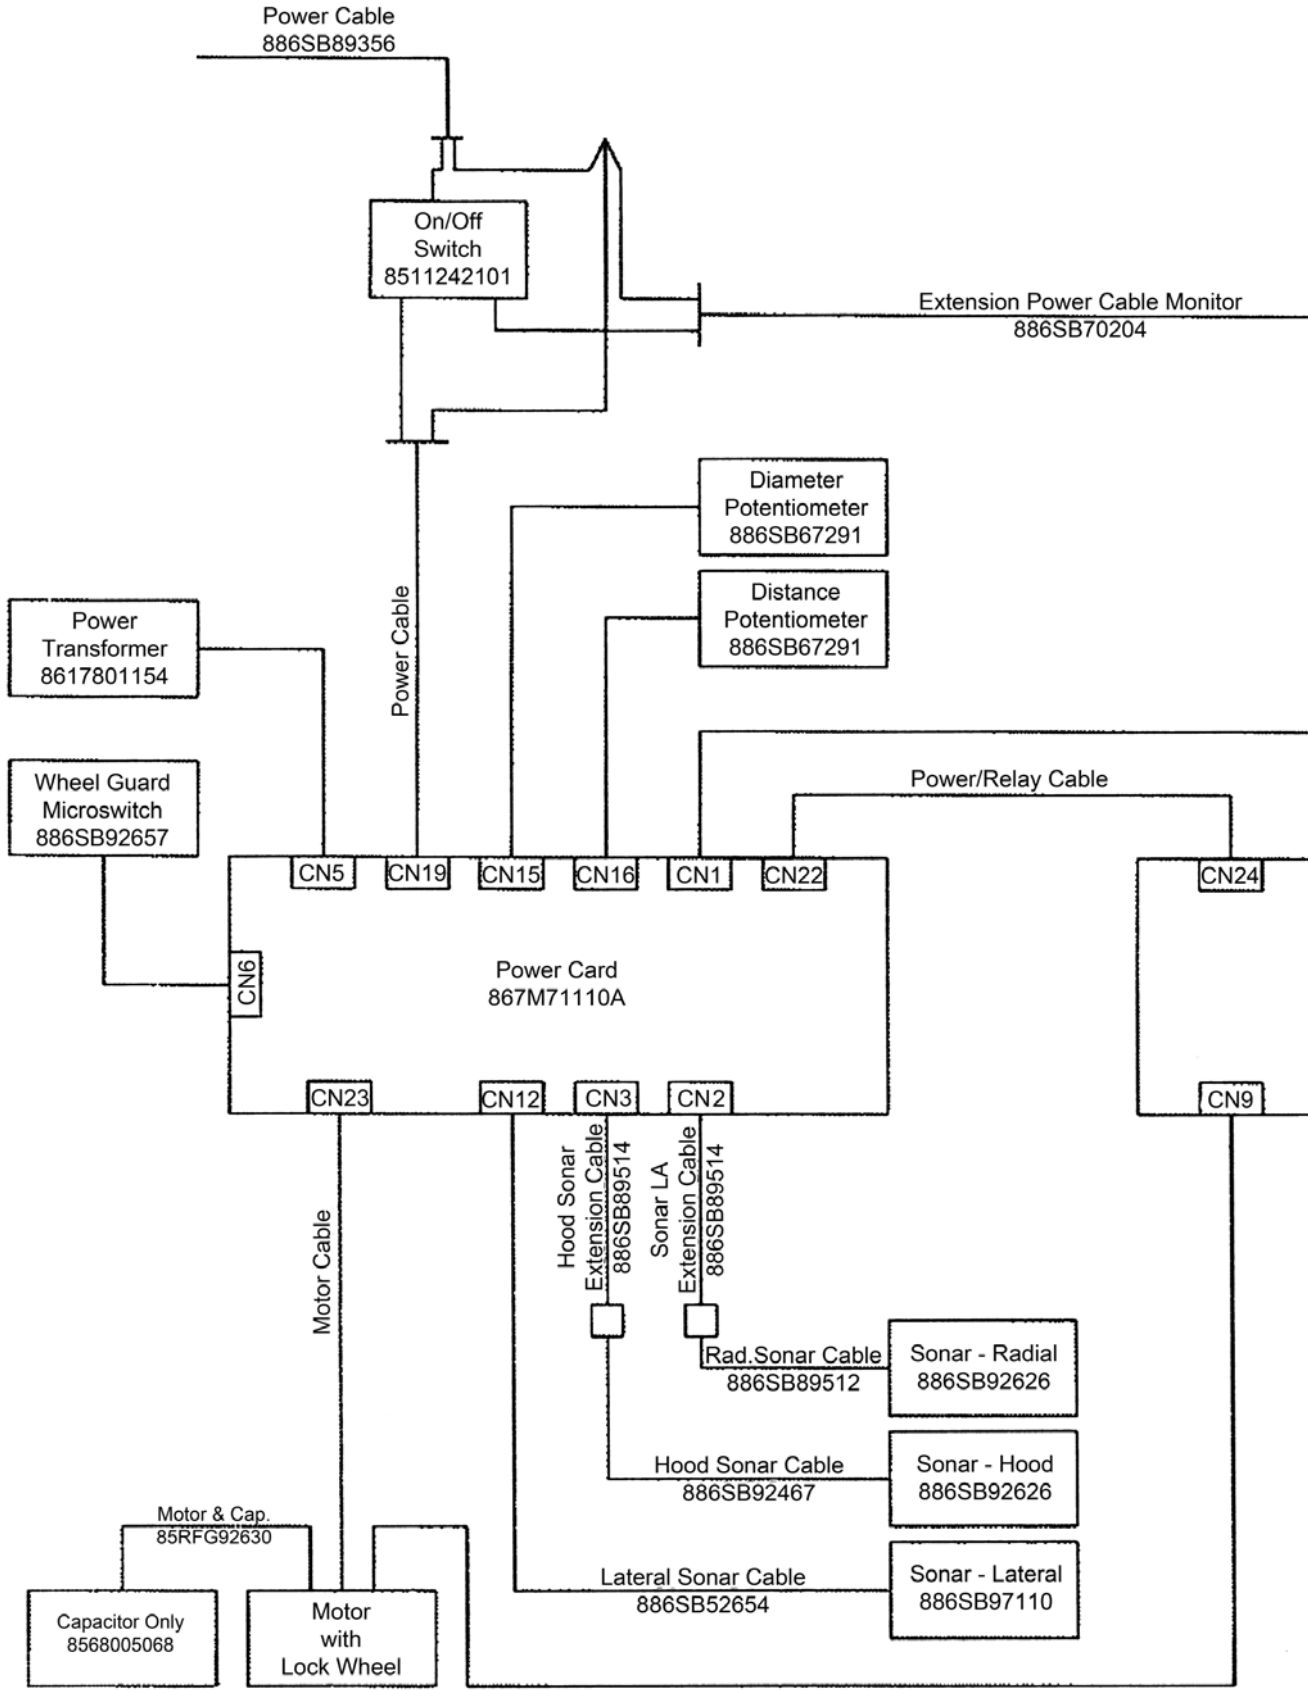 Power Cable
886SB89356
On/Off
Switch
8511242101
Extension Power Cable Monitor
886SB70204
Diameter
Potentiometer
886SB67291
Distance
Potentiometer
886SB67291
Power
Transformer
8617801154
Power Cable
Wheel Guard
Microswitch
886SB92657
Power/Relay Cable
CN5
CN19
CN15
CN16
CN1
CN22
CN24
CN6
Power Card
867M71110A
CN23
CN12
CN3
CN2
CN9
Motor Cable
Hood Sonar
Extension Cable
886SB89514
Sonar LA
Extension Cable
886SB89514
Rad.Sonar Cable
886SB89512
Sonar - Radial
886SB92626
Hood Sonar Cable
886SB92467
Sonar - Hood
886SB92626
Motor & Cap.
85RFG92630
Lateral Sonar Cable
886SB52654
Sonar - Lateral
886SB97110
Capacitor Only
8568005068
Motor
with
Lock Wheel